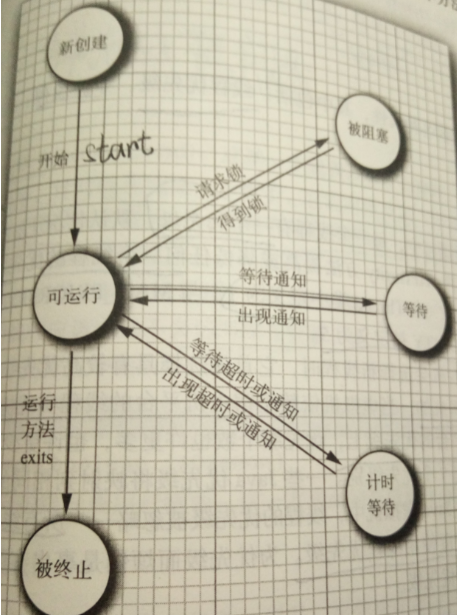 新创建
开始 start
被阻塞
请求锁
得到锁
可运行
等待通知
出现通知
等待
等待超时或通知
出现超时或通知
运行
方法
exits
计时
等待
被终止